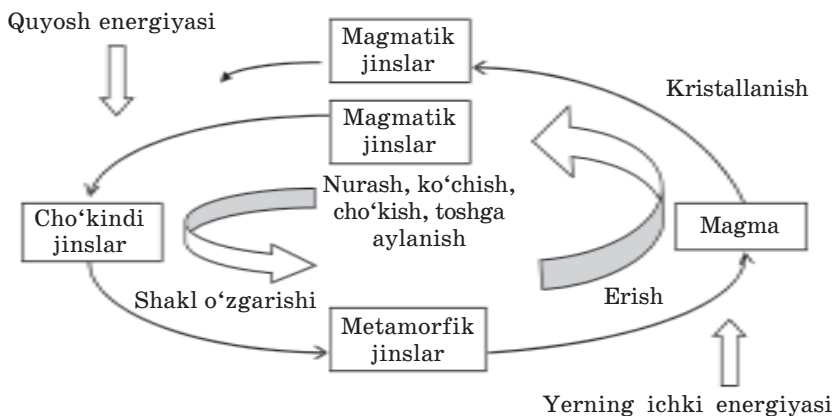 Quyosh energiyasi
Magmatik
jinslar
Kristallanish
Magmatik
jinslar
Nurash, ko‘chish,
cho‘kish, toshga
aylanish
Cho‘kindi
jinslar
Magma
Shakl o‘zgarishi
Erish
Metamorfik
jinslar
Yerning ichki energiyasi